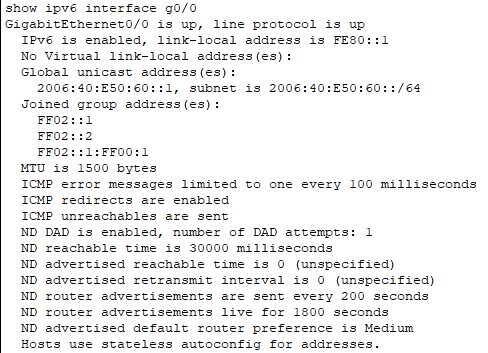 show ipv6 interface g0/0
GigabitEthernet0/0 is up, line protocol is up
IPv6 is enabled, link-local address is FE80::1
No Virtual link-local address(es):
Global unicast address(es):
2006:40:E50:60::1, subnet is 2006:40:E50:60::/64
Joined group address(es):
FF02::1
FF02::2
FF02::1:FF00:1
MTU is 1500 bytes
ICMP error messages limited to one every 100 milliseconds
ICMP redirects are enabled
ICMP unreachables are sent
ND DAD is enabled, number of DAD attempts: 1
ND reachable time is 30000 milliseconds
ND advertised reachable time is 0 (unspecified)
ND advertised retransmit interval is 0 (unspecified)
ND router advertisements are sent every 200 seconds
ND router advertisements live for 1800 seconds
ND advertised default router preference is Medium
Hosts use stateless autoconfig for addresses.